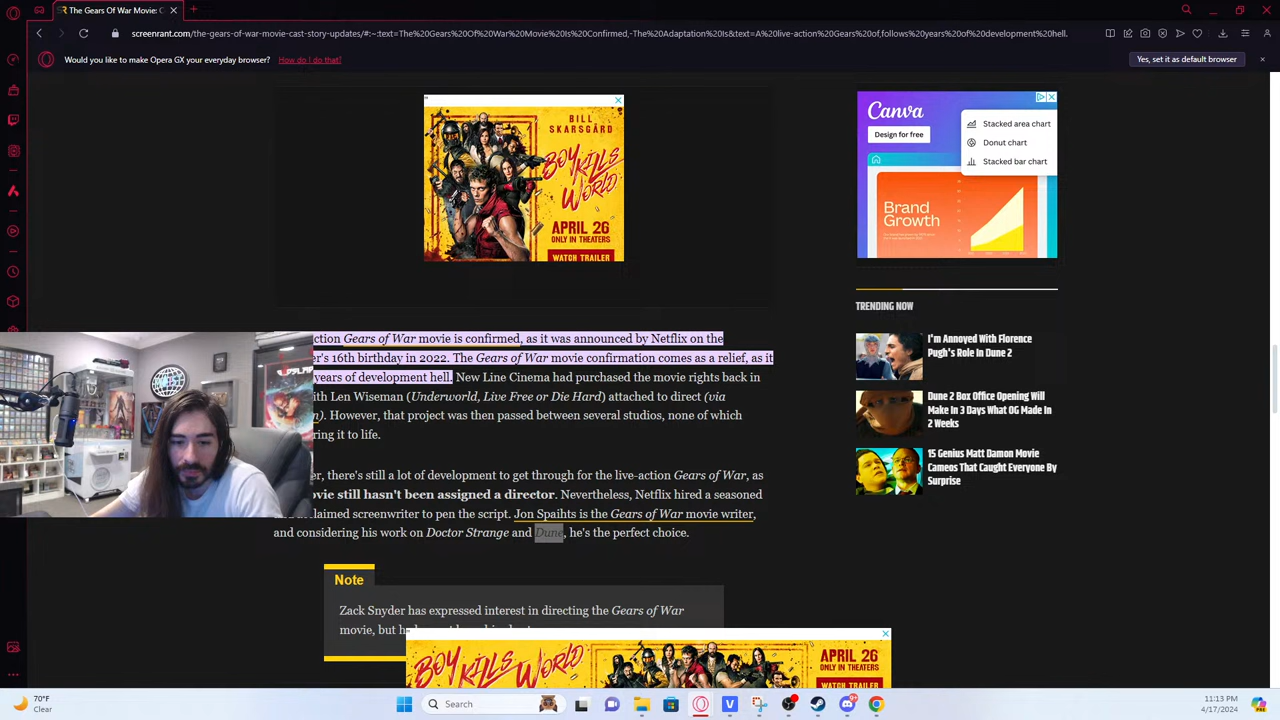 The Gears Of War Movie: C
screenrant.com/the-gears-of-war-movie-cast-story-updates/#:~:text=The%20Gears%20Of%20War%20Movie%20Is%20Confirmed,-The%20Adaptation%20Is&text=A%20live-action%20Gears%20of,follows%20years%20of%20development%20hell.
Would you like to make Opera GX your everyday browser? How do I do that?
Yes, set it as default browser
BILL
SKARSGÅRD
BOY
KILLS
WORLD
APRIL 26
ONLY IN THEATERS
WATCH TRAILER
Canva
Design for free
Stacked area chart
Donut chart
Stacked bar chart
Brand
Growth
TRENDING NOW
I'm Annoyed With Florence
Pugh's Role In Dune 2
Dune 2 Box Office Opening Will
Make In 3 Days What OG Made In
2 Weeks
15 Genius Matt Damon Movie
Cameos That Caught Everyone By
Surprise
ction Gears of War movie is confirmed, as it was announced by Netflix on the
er's 16th birthday in 2022. The Gears of War movie confirmation comes as a relief, as it
years of development hell. New Line Cinema had purchased the movie rights back in
ith Len Wiseman (Underworld, Live Free or Die Hard) attached to direct (via
). However, that project was then passed between several studios, none of which
ring it to life.
er, there's still a lot of development to get through for the live-action Gears of War, as
ovie still hasn't been assigned a director. Nevertheless, Netflix hired a seasoned
laimed screenwriter to pen the script. Jon Spaihts is the Gears of War movie writer,
and considering his work on Doctor Strange and Dune, he's the perfect choice.
Note
Zack Snyder has expressed interest in directing the Gears of War
movie, but h
BOY KILLS WORLD
APRIL 26
ONLY IN THEATERS
WATCH TRAILER
70°F
Clear
Search
11:13 PM
4/17/2024